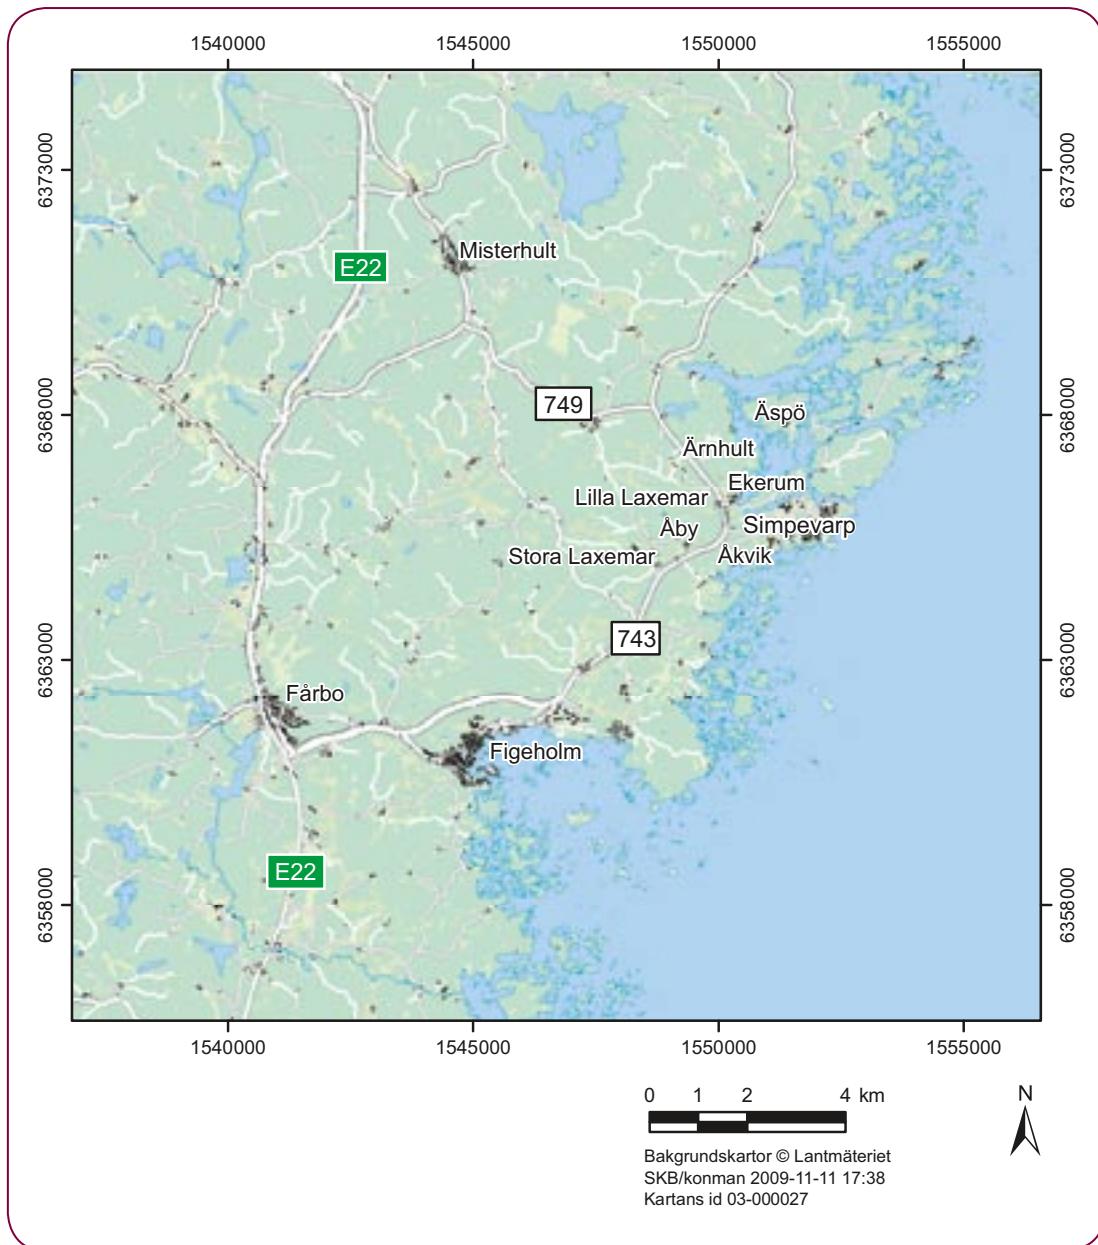 1540000 1545000 1550000 1555000
6373000 6373000
Misterhult
E22
749
Äspö
6368000 6368000
Ärnhult
Ekerum
Lilla Laxemar
Simpevarp
Åby
Stora Laxemar
Åkvik
743
6363000 6363000
Fårbo
Figeholm
E22
6358000 6358000
1540000 1545000 1550000 1555000
0 1 2 4 km
N
Bakgrundskartor © Lantmäteriet
SKB/konman 2009-11-11 17:38
Kartans id 03-000027